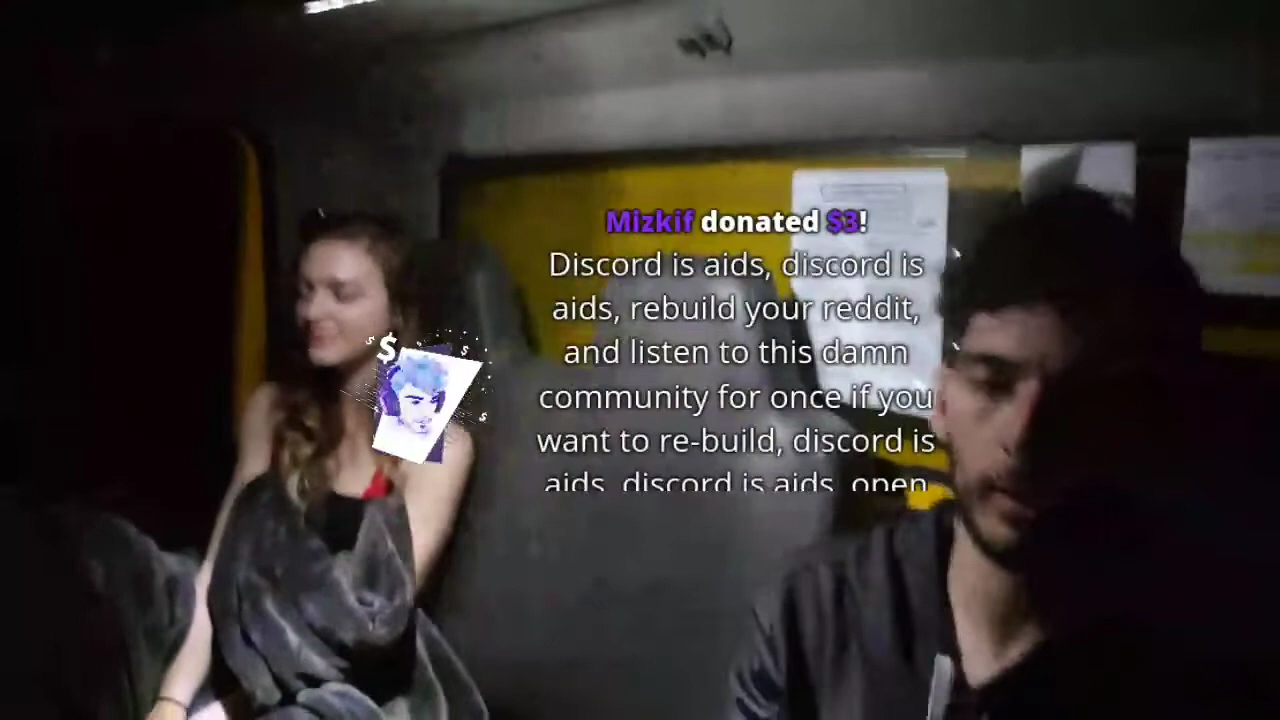 Mizkif donated $3!
Discord is aids, discord is
aids, rebuild your reddit,
and listen to this damn
community for once if you
want to re-build, discord is
aids, discord is aids, open